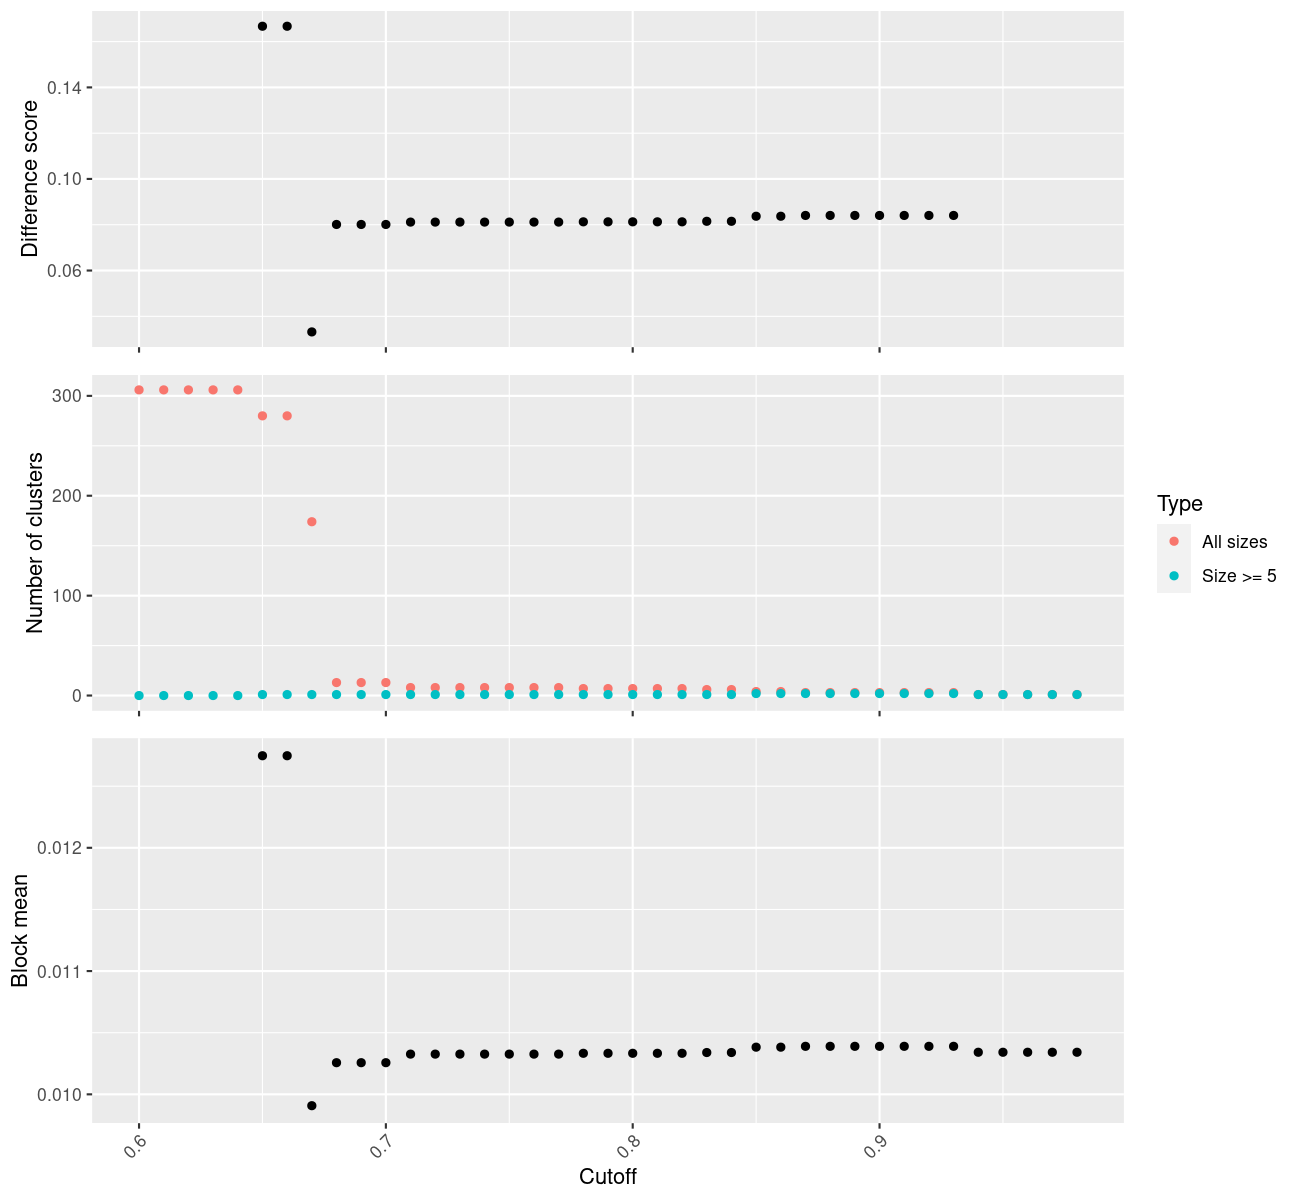 Difference score
0.14
0.10
0.06
Number of clusters
300
200
100
0
Type
All sizes
Size >= 5
Block mean
0.012
0.011
0.010
0.6
0.7
0.8
0.9
Cutoff